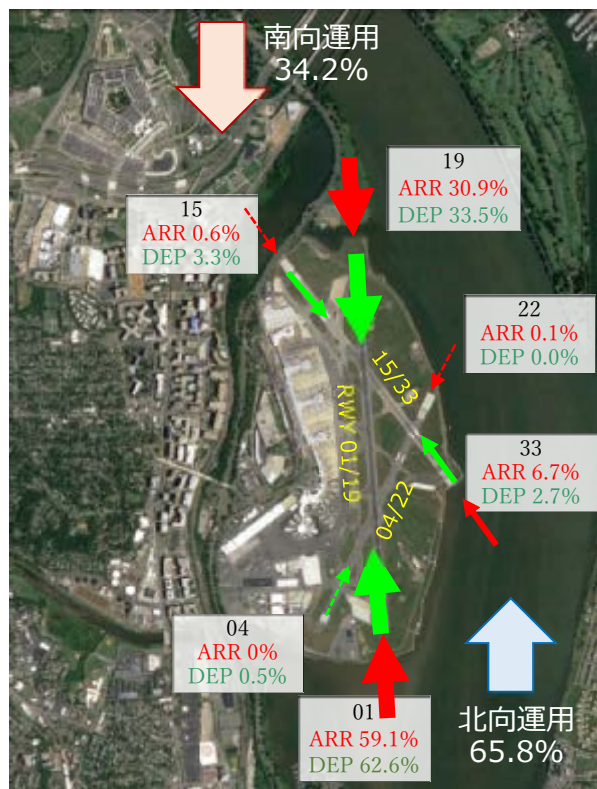 南向運用
34.2%
19
ARR 30.9%
DEP 33.5%
15
ARR 0.6%
DEP 3.3%
22
ARR 0.1%
DEP 0.0%
15/33
RWY 01/19
04/22
33
ARR 6.7%
DEP 2.7%
04
ARR 0%
DEP 0.5%
01
ARR 59.1%
DEP 62.6%
北向運用
65.8%